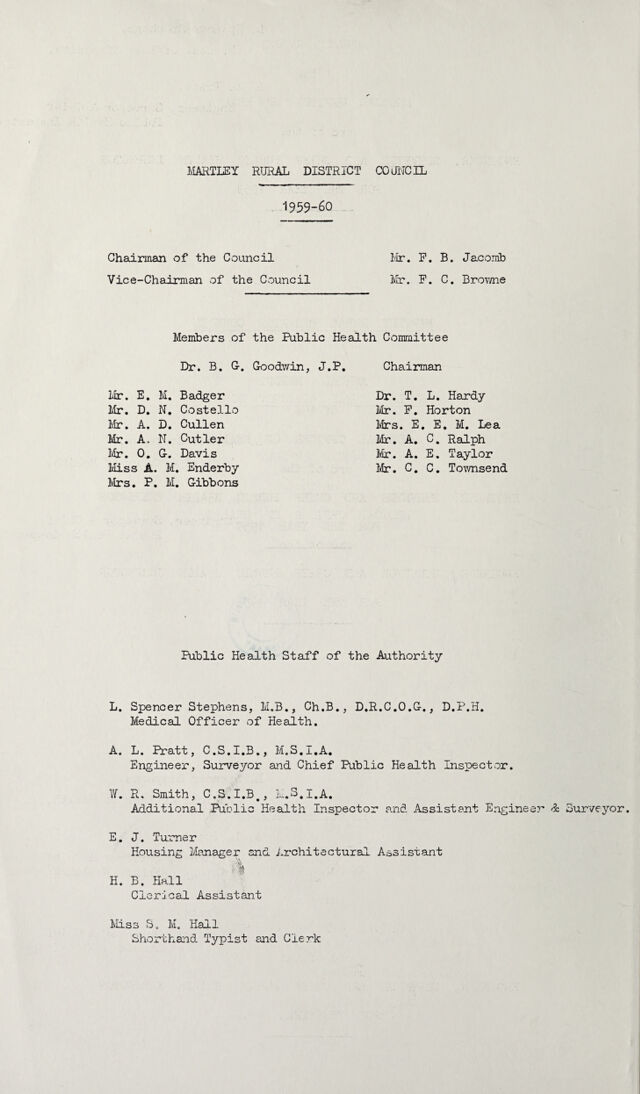 MARTLEY RURAL DISTRICT COUNCIL
1959-60
Chairman of the Council Mr. F. B. Jacomb
Vice-Chairman of the Council Mr. F. C. Browne
Members of the Public Health Committee
Dr. B. G. Goodwin, J.P. Chairman
Mr. E. M. Badger Dr. T. L. Hardy
Mr. D. N. Costello Mr. F. Horton
Mr. A. D. Cullen Mrs. E. E. M. Lea
Mr. A. N. Cutler Mr. A. C. Ralph
Mr. O. G. Davis Mr. A. E. Taylor
Miss A. M. Enderby Mr. C. C. Townsend
Mrs. P. M. Gibbons
Public Health Staff of the Authority
L. Spencer Stephens, M.B., Ch.B., D.R.C.O.G., D.P.H.
Medical Officer of Health.
A. L. Pratt, C.S.I.B., M.S.I.A.
Engineer, Surveyor and Chief Public Health Inspector.
W. R. Smith, C.S.I.B., M.S.I.A.
Additional Public Health Inspector and Assistant Engineer & Surveyor.
E. J. Turner
Housing Manager and Architectural Assistant
H. B. Hall
Clerical Assistant
Miss S. M. Hall
Shorthand Typist and Clerk